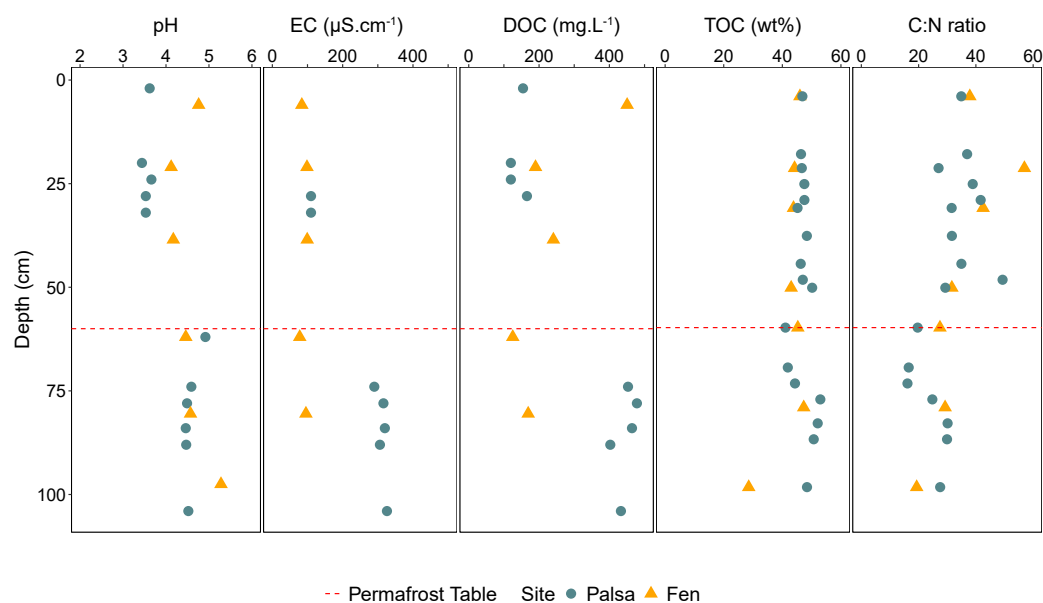 pH EC (µS.cm⁻¹) DOC (mg.L⁻¹) TOC (wt%) C:N ratio
2 3 4 5 6 0 200 400 0 200 400 0 20 40 60 0 20 40 60
0
25
50
75
100
Depth (cm)
Permafrost Table Site Palsa Fen